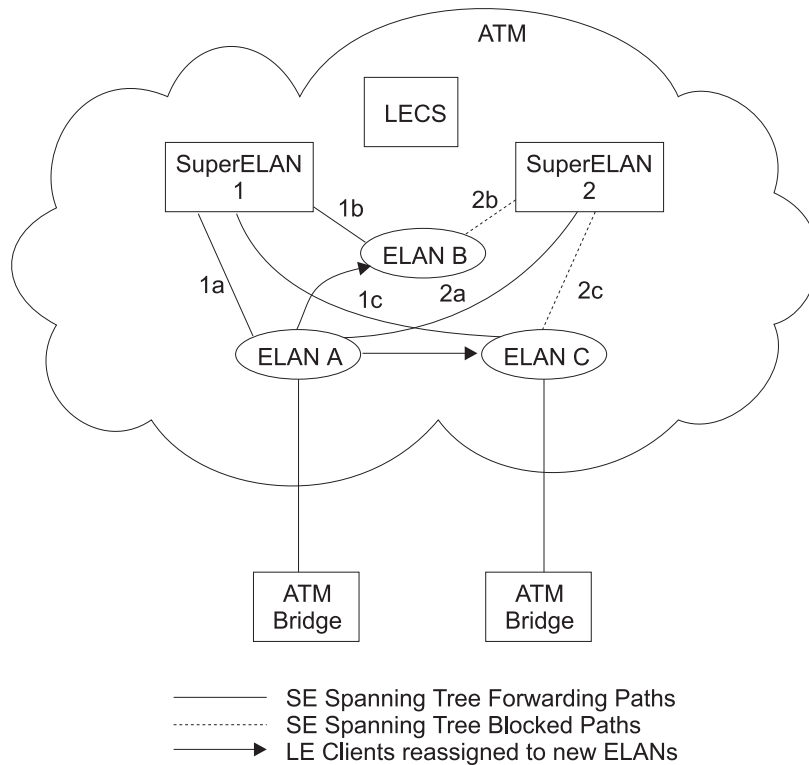 ATM
LECS
SuperELAN
1
SuperELAN
2
1b
2b
ELAN B
1a
1c
2a
2c
ELAN A
ELAN C
ATM
Bridge
ATM
Bridge
SE Spanning Tree Forwarding Paths
SE Spanning Tree Blocked Paths
LE Clients reassigned to new ELANs